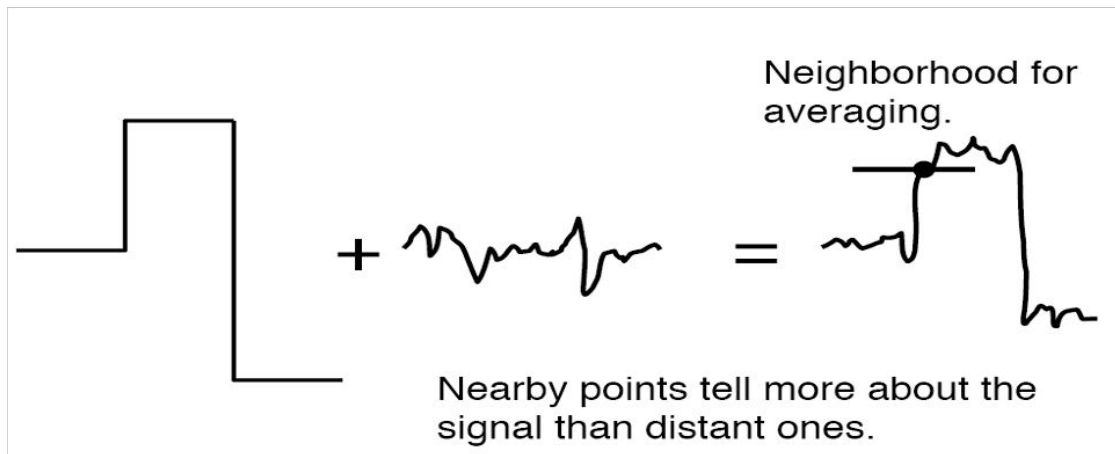 Neighborhood for
averaging.
+
=
Nearby points tell more about the
signal than distant ones.